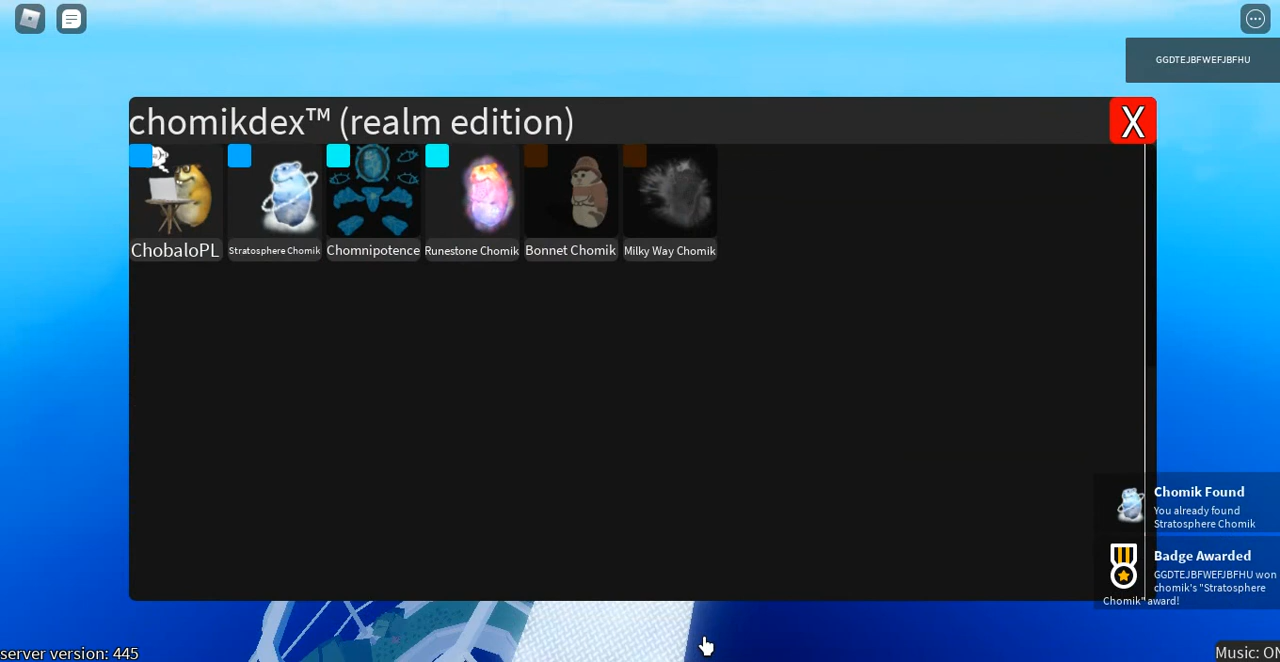 GGDTEJBFWEFJBFHU
chomikdex™ (realm edition)
X
ChobaloPL
Stratosphere Chomik
Chomnipotence
Runestone Chomik
Bonnet Chomik
Milky Way Chomik
Chomik Found
You already found
Stratosphere Chomik
Badge Awarded
GGDTEJBFWEFJBFHU won
chomik's "Stratosphere
Chomik" award!
server version: 445
Music: ON